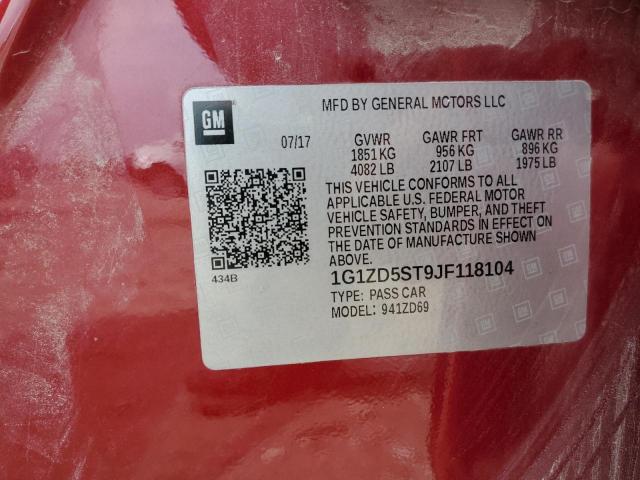 GM
MFD BY GENERAL MOTORS LLC
07/17 GVWR GAWR FRT GAWR RR
1851 KG 956 KG 896 KG
4082 LB 2107 LB 1975 LB
THIS VEHICLE CONFORMS TO ALL
APPLICABLE U.S. FEDERAL MOTOR
VEHICLE SAFETY, BUMPER, AND THEFT
PREVENTION STANDARDS IN EFFECT ON
THE DATE OF MANUFACTURE SHOWN
ABOVE.
434B
1G1ZD5ST9JF118104
TYPE: PASS CAR
MODEL: 941ZD69